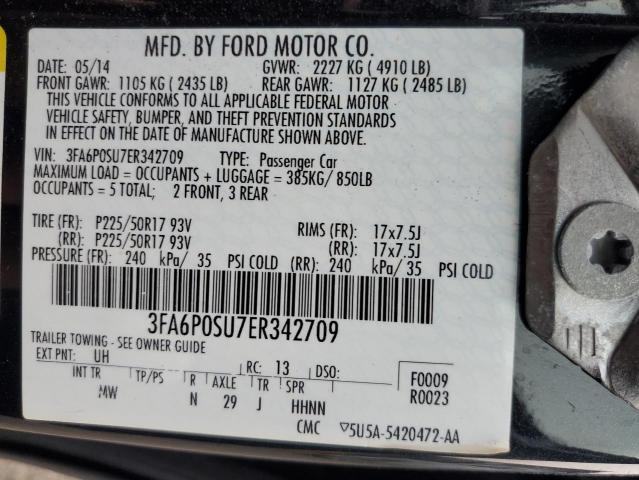 MFD. BY FORD MOTOR CO.
DATE: 05/14 GVWR: 2227 KG ( 4910 LB)
FRONT GAWR: 1105 KG ( 2435 LB) REAR GAWR: 1127 KG ( 2485 LB)
THIS VEHICLE CONFORMS TO ALL APPLICABLE FEDERAL MOTOR
VEHICLE SAFETY, BUMPER, AND THEFT PREVENTION STANDARDS
IN EFFECT ON THE DATE OF MANUFACTURE SHOWN ABOVE.
VIN: 3FA6P0SU7ER342709 TYPE: Passenger Car
MAXIMUM LOAD = OCCUPANTS + LUGGAGE = 385KG/ 850LB
OCCUPANTS = 5 TOTAL; 2 FRONT, 3 REAR
TIRE (FR): P225/50R17 93V RIMS (FR): 17x7.5J
(RR): P225/50R17 93V (RR): 17x7.5J
PRESSURE (FR): 240 kPa/ 35 PSI COLD (RR): 240 kPa/ 35 PSI COLD
3FA6P0SU7ER342709
TRAILER TOWING - SEE OWNER GUIDE
EXT PNT: UH RC: 13 DSO: F0009
R0023
INT TR TP/PS R AXLE TR SPR
MW N 29 J HHNN
CMC ▽5U5A-5420472-AA